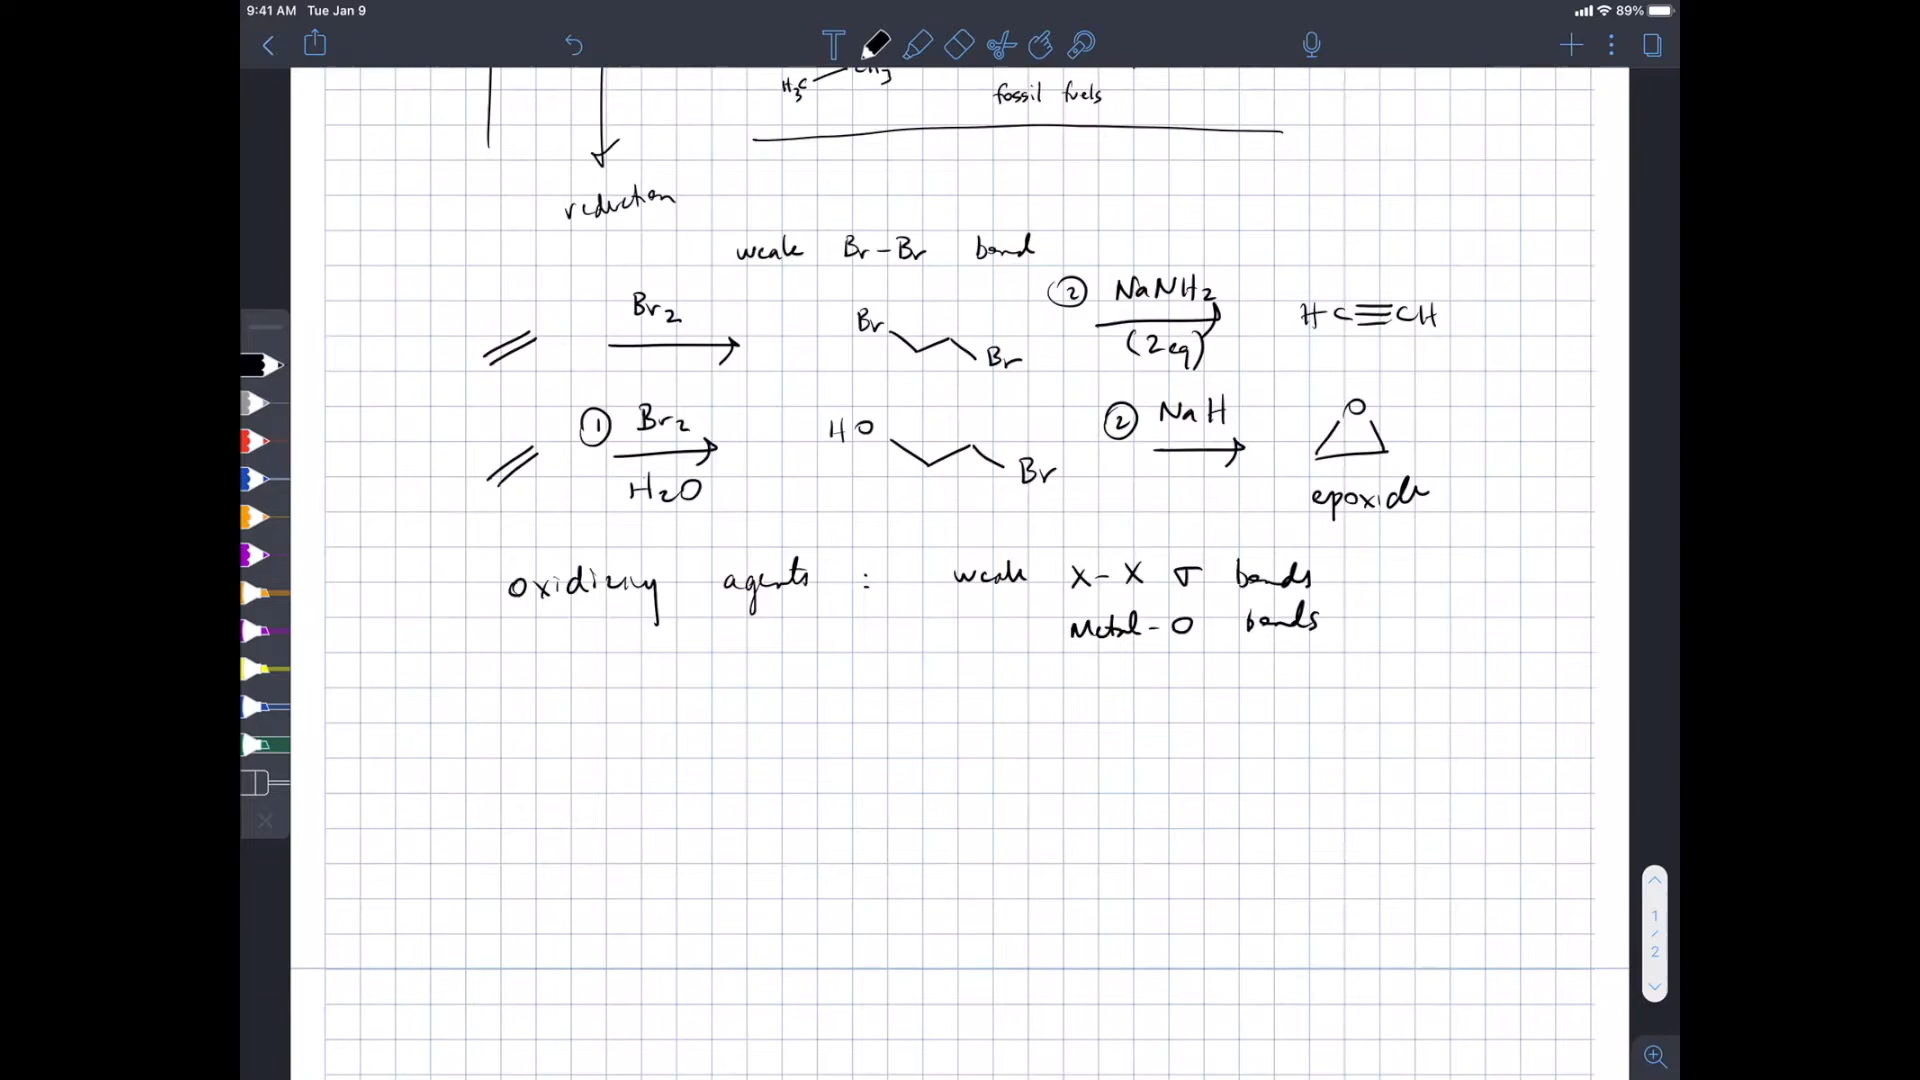 9:41 AM Tue Jan 9
89%
H₃C CH₃
fossil fuels
reduction
weak Br–Br bond
Br₂ Br Br ② NaNH₂ (2eq) HC≡CH
① Br₂ H₂O HO Br ② NaH O
epoxide
oxidizing agents : weak X–X σ bonds
Metal–O bonds
1
/
2